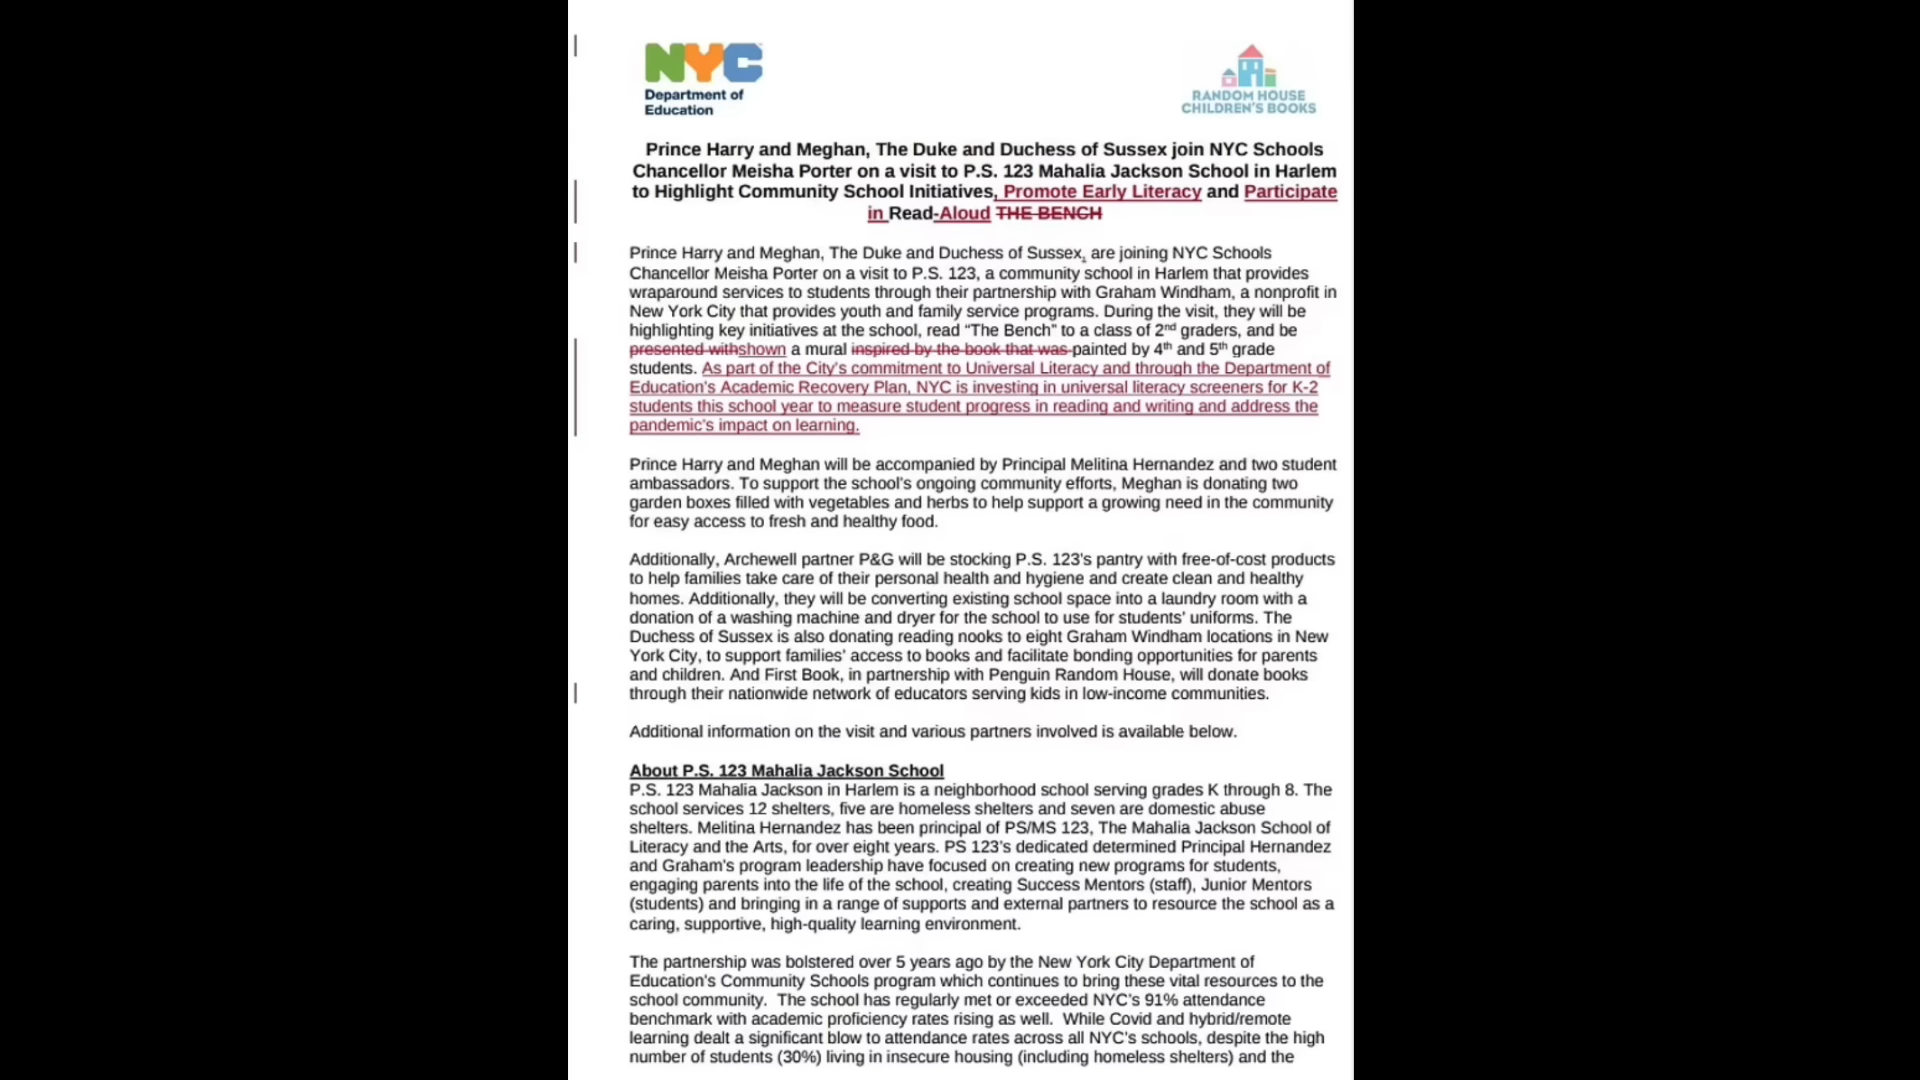 NYC
Department of
Education
RANDOM HOUSE
CHILDREN'S BOOKS
Prince Harry and Meghan, The Duke and Duchess of Sussex join NYC Schools
Chancellor Meisha Porter on a visit to P.S. 123 Mahalia Jackson School in Harlem
to Highlight Community School Initiatives, Promote Early Literacy and Participate
in Read-Aloud THE BENCH
Prince Harry and Meghan, The Duke and Duchess of Sussex, are joining NYC Schools
Chancellor Meisha Porter on a visit to P.S. 123, a community school in Harlem that provides
wraparound services to students through their partnership with Graham Windham, a nonprofit in
New York City that provides youth and family service programs. During the visit, they will be
highlighting key initiatives at the school, read “The Bench” to a class of 2nd graders, and be
presented withshown a mural inspired by the book that was painted by 4th and 5th grade
students. As part of the City's commitment to Universal Literacy and through the Department of
Education's Academic Recovery Plan, NYC is investing in universal literacy screeners for K-2
students this school year to measure student progress in reading and writing and address the
pandemic's impact on learning.
Prince Harry and Meghan will be accompanied by Principal Melitina Hernandez and two student
ambassadors. To support the school's ongoing community efforts, Meghan is donating two
garden boxes filled with vegetables and herbs to help support a growing need in the community
for easy access to fresh and healthy food.
Additionally, Archewell partner P&G will be stocking P.S. 123's pantry with free-of-cost products
to help families take care of their personal health and hygiene and create clean and healthy
homes. Additionally, they will be converting existing school space into a laundry room with a
donation of a washing machine and dryer for the school to use for students' uniforms. The
Duchess of Sussex is also donating reading nooks to eight Graham Windham locations in New
York City, to support families' access to books and facilitate bonding opportunities for parents
and children. And First Book, in partnership with Penguin Random House, will donate books
through their nationwide network of educators serving kids in low-income communities.
Additional information on the visit and various partners involved is available below.
About P.S. 123 Mahalia Jackson School
P.S. 123 Mahalia Jackson in Harlem is a neighborhood school serving grades K through 8. The
school services 12 shelters, five are homeless shelters and seven are domestic abuse
shelters. Melitina Hernandez has been principal of PS/MS 123, The Mahalia Jackson School of
Literacy and the Arts, for over eight years. PS 123's dedicated determined Principal Hernandez
and Graham's program leadership have focused on creating new programs for students,
engaging parents into the life of the school, creating Success Mentors (staff), Junior Mentors
(students) and bringing in a range of supports and external partners to resource the school as a
caring, supportive, high-quality learning environment.
The partnership was bolstered over 5 years ago by the New York City Department of
Education's Community Schools program which continues to bring these vital resources to the
school community.  The school has regularly met or exceeded NYC's 91% attendance
benchmark with academic proficiency rates rising as well.  While Covid and hybrid/remote
learning dealt a significant blow to attendance rates across all NYC's schools, despite the high
number of students (30%) living in insecure housing (including homeless shelters) and the